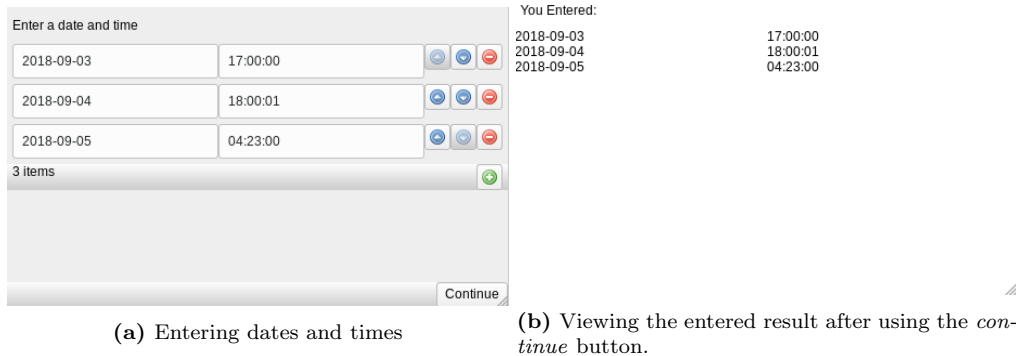 Enter a date and time
2018-09-03 17:00:00
2018-09-04 18:00:01
2018-09-05 04:23:00
3 items
Continue
(a) Entering dates and times
You Entered:
2018-09-03 17:00:00
2018-09-04 18:00:01
2018-09-05 04:23:00
(b) Viewing the entered result after using the con-
tinue button.